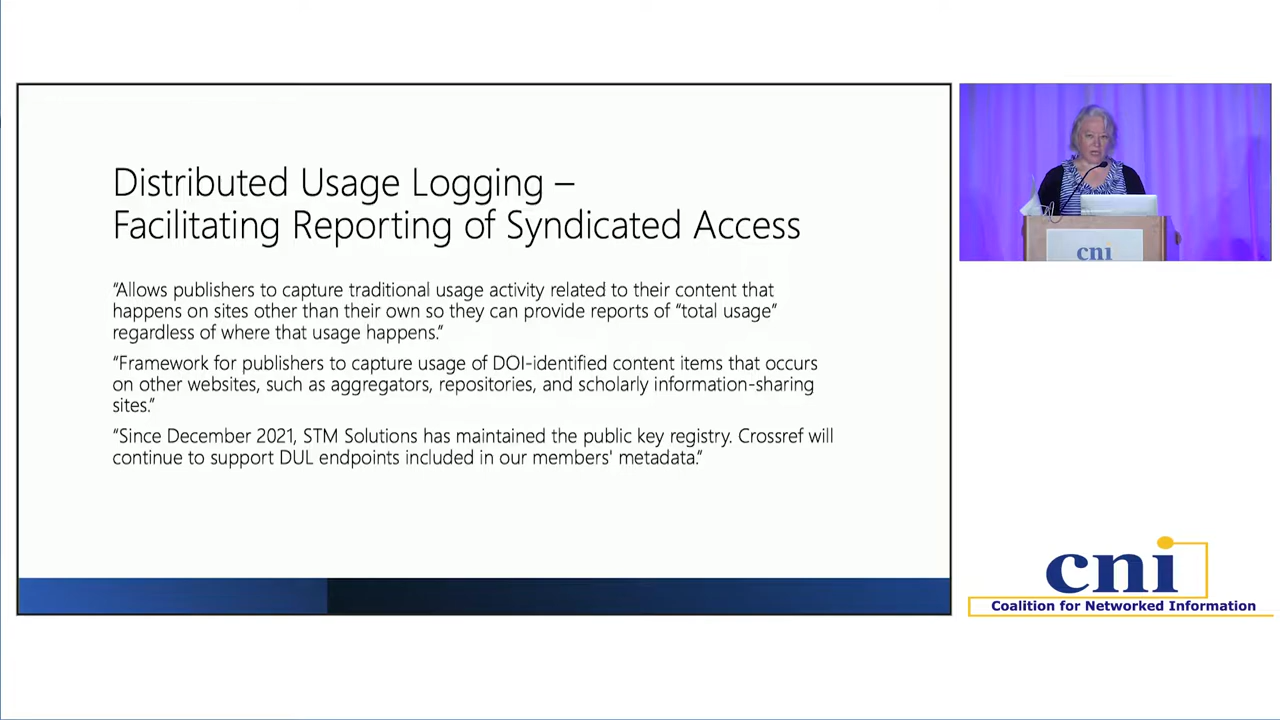 Distributed Usage Logging –
Facilitating Reporting of Syndicated Access
“Allows publishers to capture traditional usage activity related to their content that
happens on sites other than their own so they can provide reports of “total usage”
regardless of where that usage happens.”
“Framework for publishers to capture usage of DOI-identified content items that occurs
on other websites, such as aggregators, repositories, and scholarly information-sharing
sites.”
“Since December 2021, STM Solutions has maintained the public key registry. Crossref will
continue to support DUL endpoints included in our members' metadata.”
cni
cni
Coalition for Networked Information